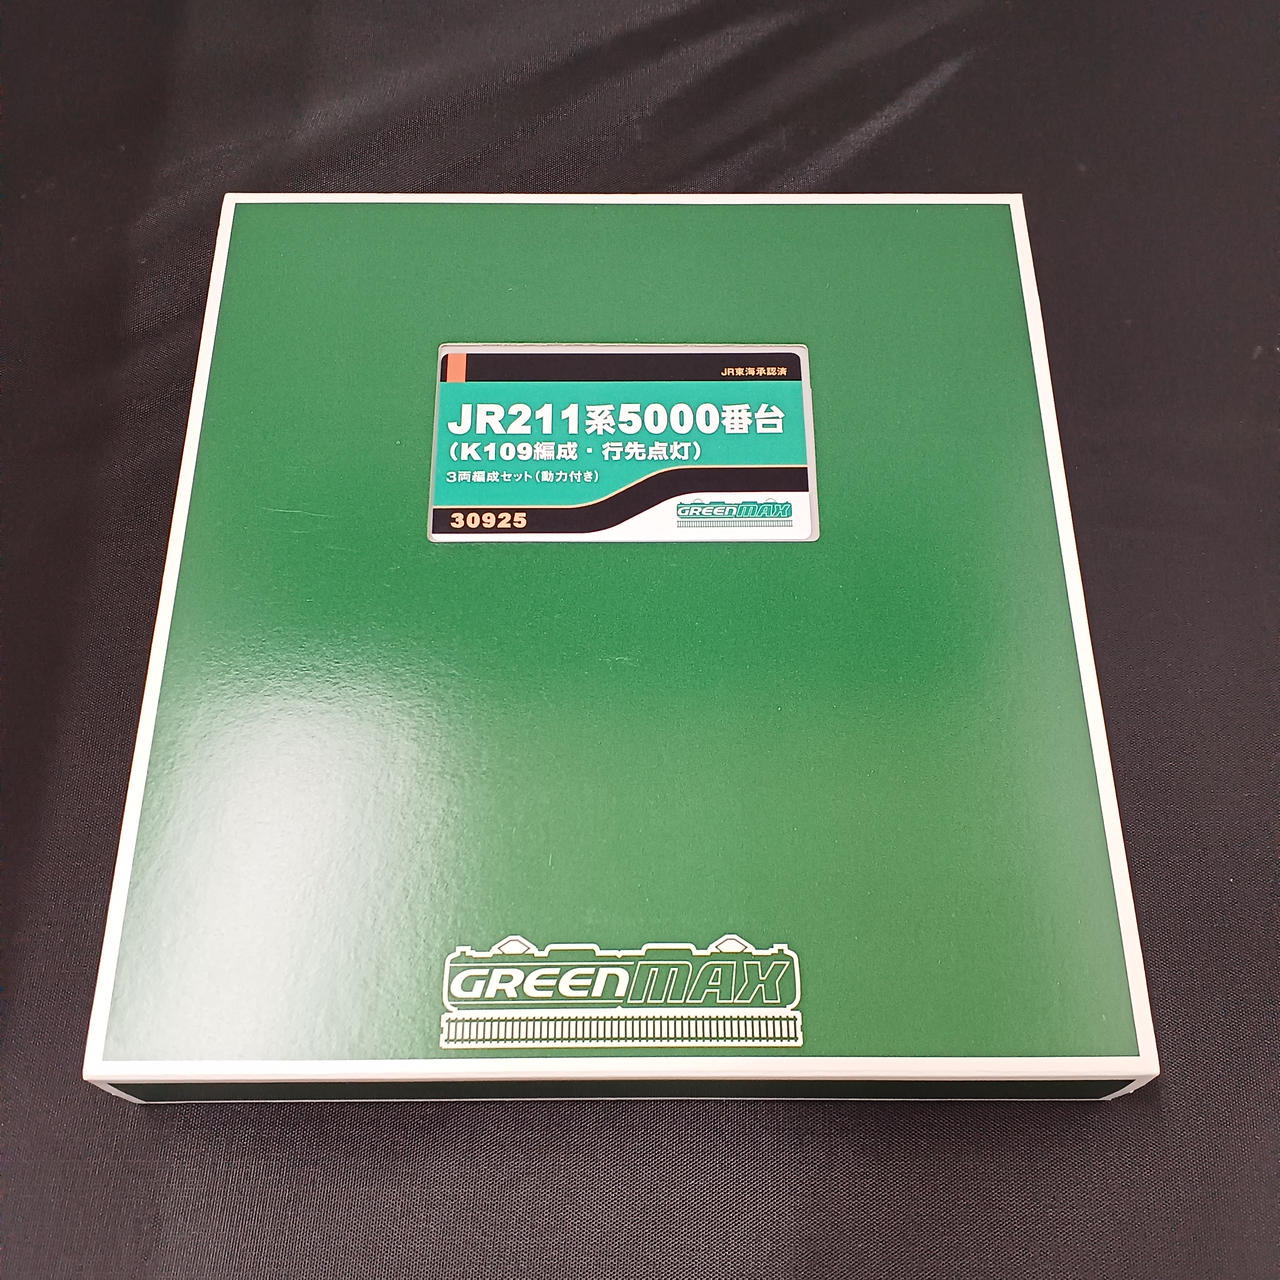 JR東海承認済
JR211系5000番台
(K109編成・行先点灯)
3両編成セット(動力付き)
30925
GREENMAX
GREENMAX